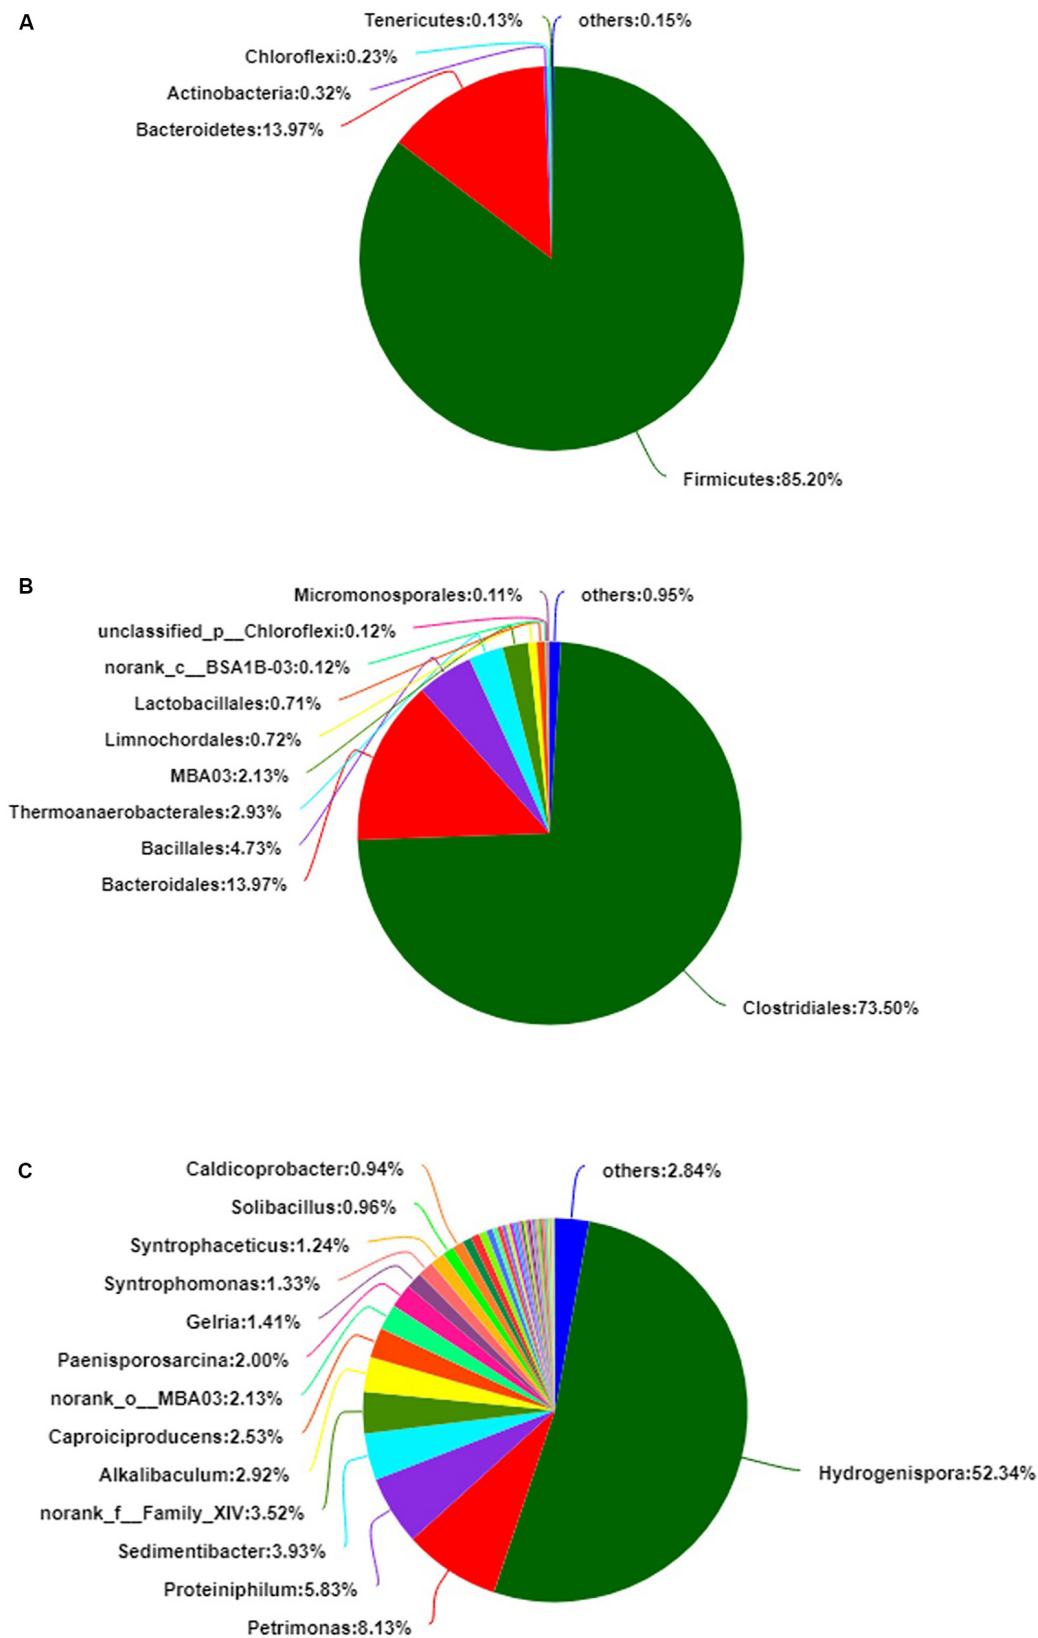 A
Tenericutes:0.13%
others:0.15%
Chloroflexi:0.23%
Actinobacteria:0.32%
Bacteroidetes:13.97%
Firmicutes:85.20%
B
Micromonosporales:0.11%
others:0.95%
unclassified_p__Chloroflexi:0.12%
norank_c__BSA1B-03:0.12%
Lactobacillales:0.71%
Limnochordales:0.72%
MBA03:2.13%
Thermoanaerobacterales:2.93%
Bacillales:4.73%
Bacteroidales:13.97%
Clostridiales:73.50%
C
Caldicoprobacter:0.94%
others:2.84%
Solibacillus:0.96%
Syntrophaceticus:1.24%
Syntrophomonas:1.33%
Gelria:1.41%
Paenisporosarcina:2.00%
norank_o__MBA03:2.13%
Caproiciproducens:2.53%
Alkalibaculum:2.92%
Hydrogenispora:52.34%
norank_f__Family_XIV:3.52%
Sedimentibacter:3.93%
Proteiniphilum:5.83%
Petrimonas:8.13%